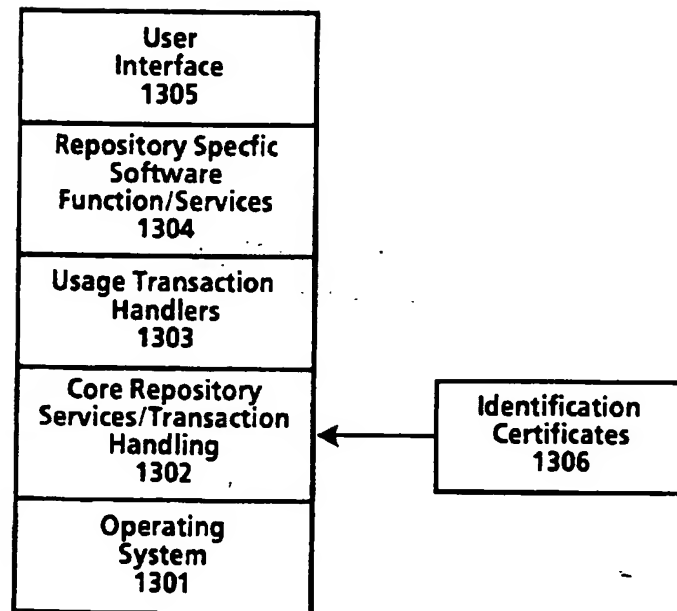 User
Interface
1305
Repository Specfic
Software
Function/Services
1304
Usage Transaction
Handlers
1303
Core Repository
Services/Transaction
Handling
1302
Identification
Certificates
1306
Operating
System
1301